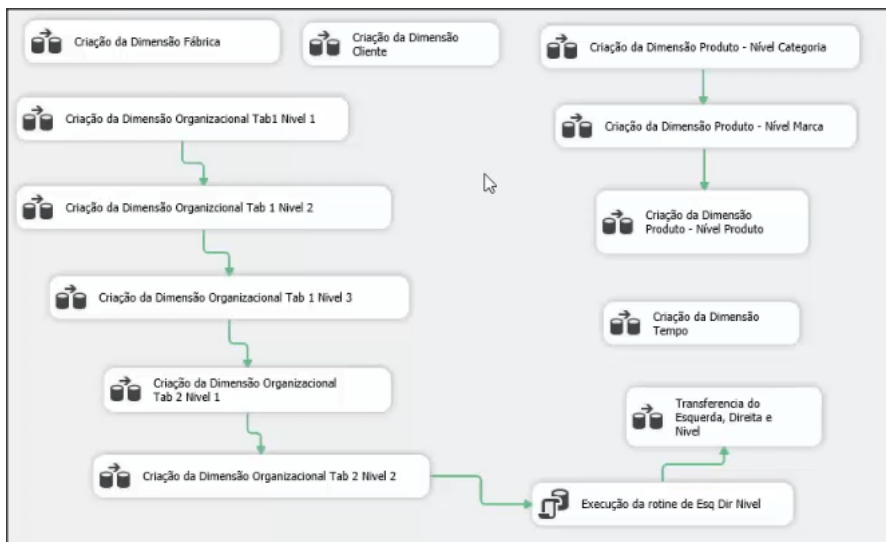 Criação da Dimensão Fábrica
Criação da Dimensão
Cliente
Criação da Dimensão Produto - Nível Categoria
Criação da Dimensão Organizacional Tab1 Nivel 1
Criação da Dimensão Produto - Nível Marca
Criação da Dimensão Organizcional Tab 1 Nivel 2
Criação da Dimensão
Produto - Nível Produto
Criação da Dimensão Organizacional Tab 1 Nivel 3
Criação da Dimensão
Tempo
Criação da Dimensão Organizacional
Tab 2 Nivel 1
Transferencia do
Esquerda, Direita e
Nivel
Criação da Dimensão Organizacional Tab 2 Nivel 2
Execução da rotine de Esq Dir Nivel